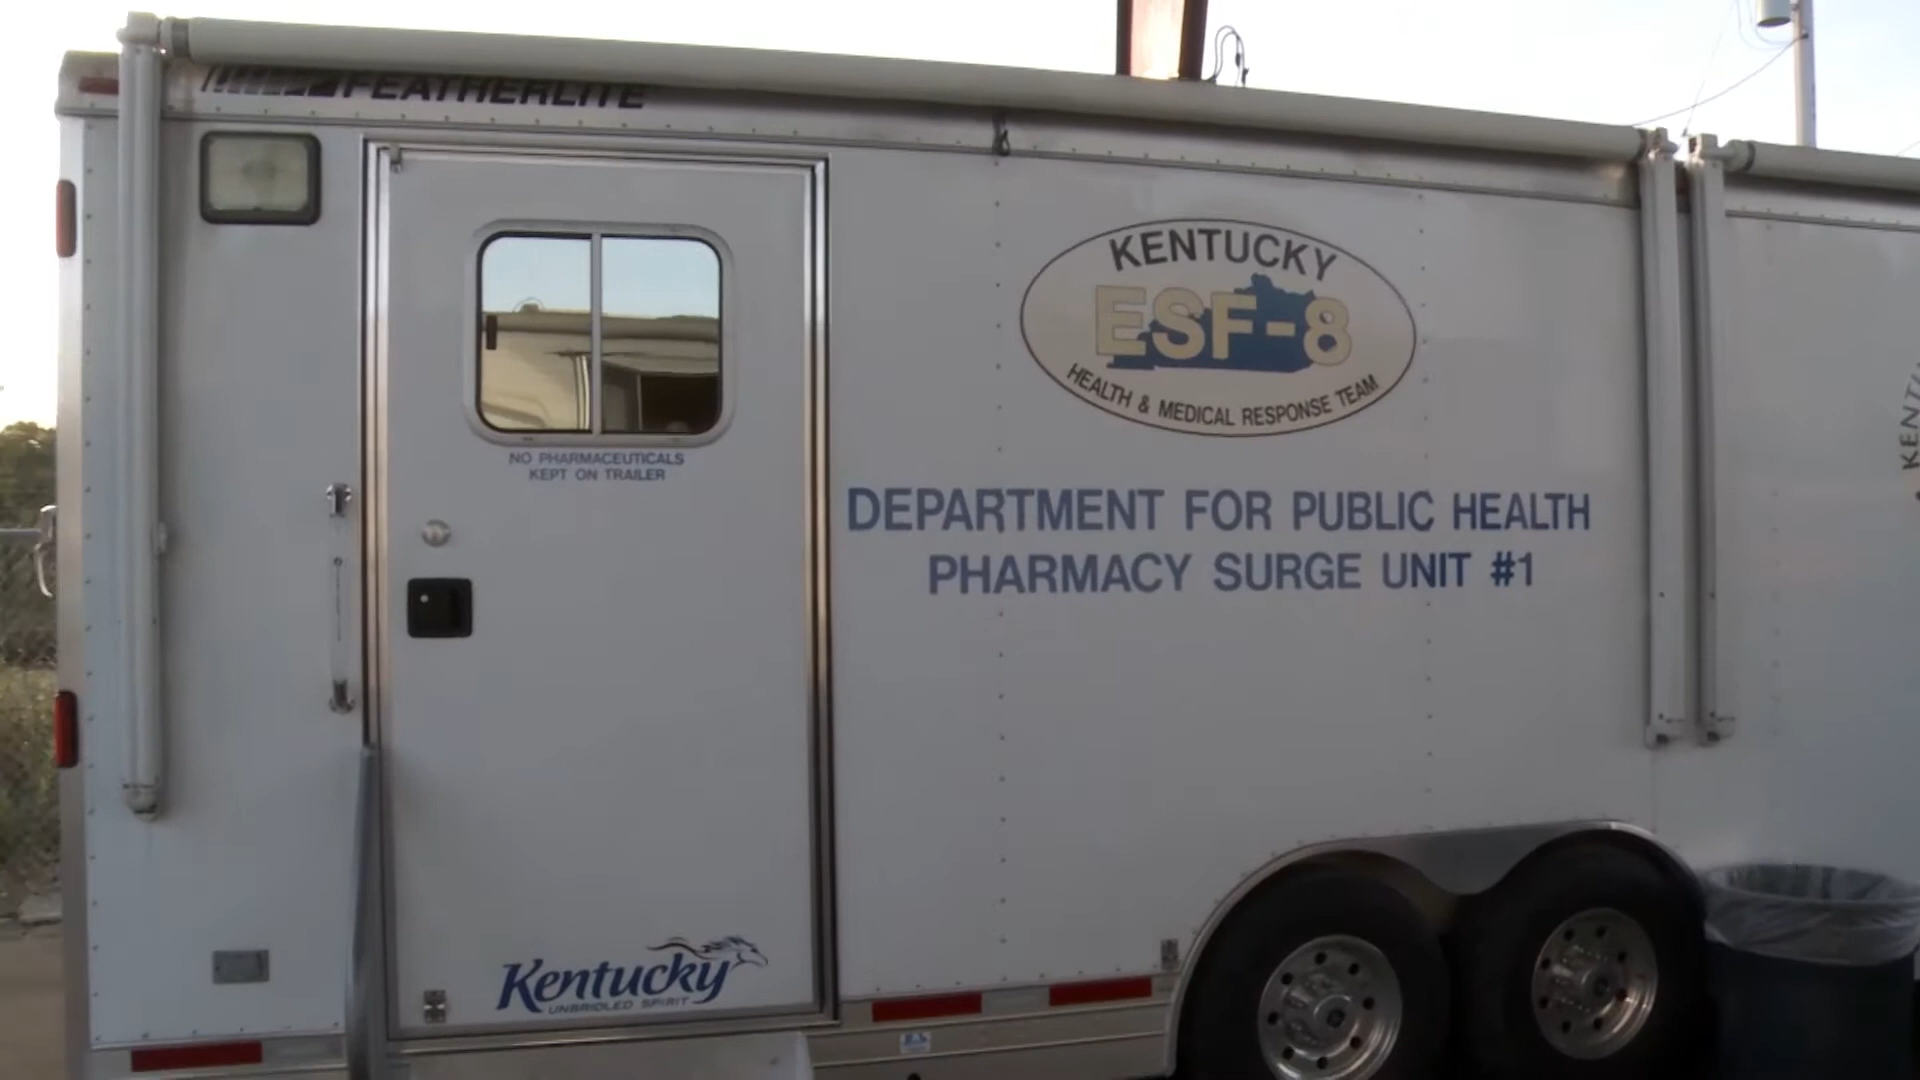 FEATHERLITE
KENTUCKY
ESF-8
HEALTH & MEDICAL RESPONSE TEAM
NO PHARMACEUTICALS
KEPT ON TRAILER
DEPARTMENT FOR PUBLIC HEALTH
PHARMACY SURGE UNIT #1
Kentucky
UNBRIDLED SPIRIT